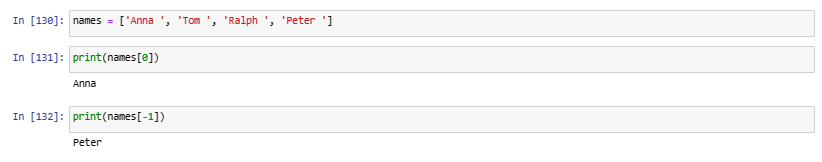 In [130]: names = ['Anna ', 'Tom ', 'Ralph ', 'Peter ']
In [131]: print(names[0])
Anna
In [132]: print(names[-1])
Peter